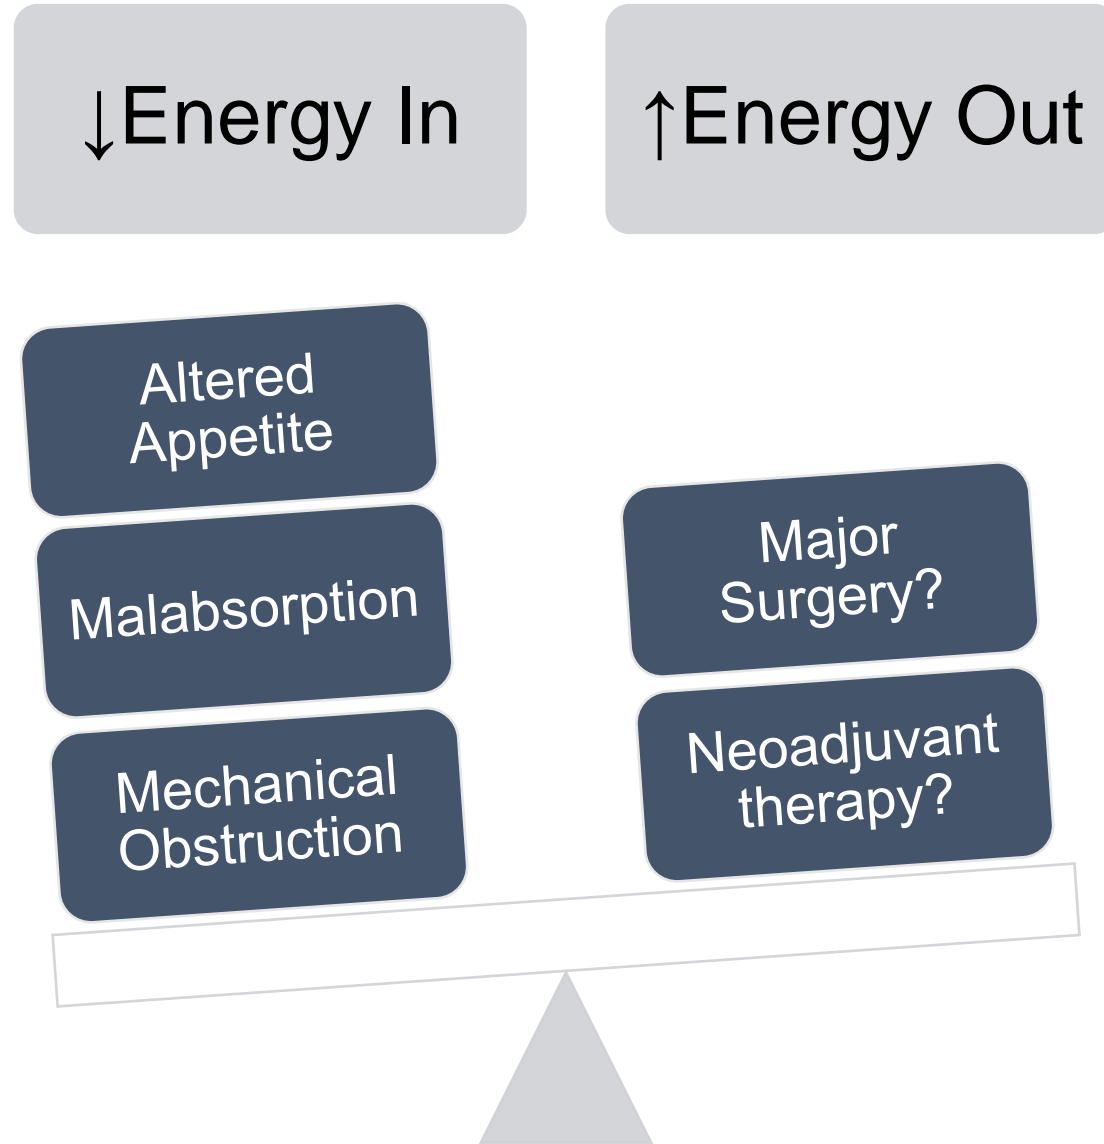 ↓Energy In
↑Energy Out
Altered
Appetite
Malabsorption
Mechanical
Obstruction
Major
Surgery?
Neoadjuvant
therapy?